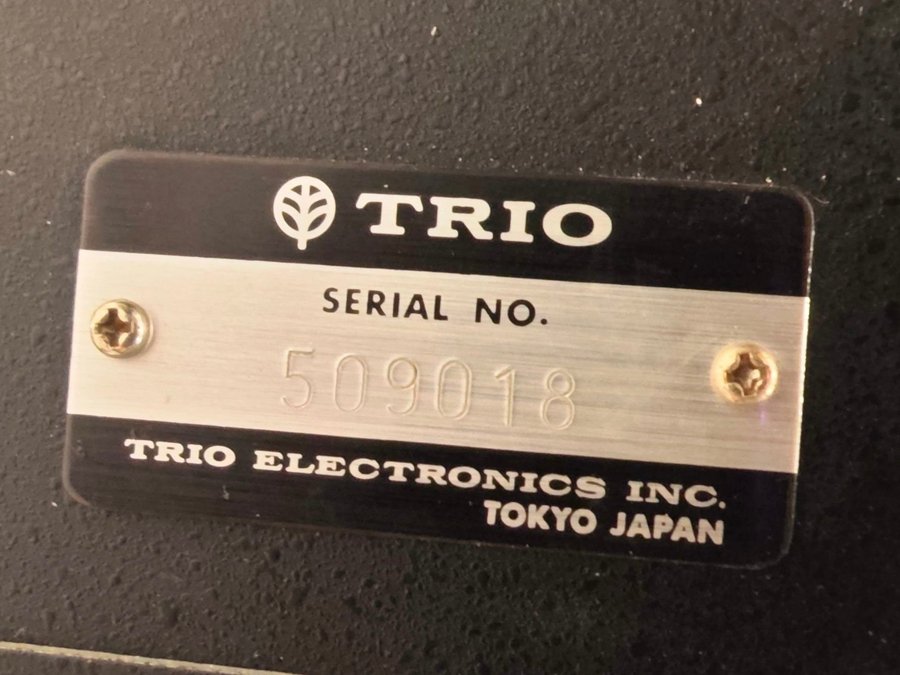 TRIO
SERIAL NO.
509018
TRIO ELECTRONICS INC.
TOKYO JAPAN